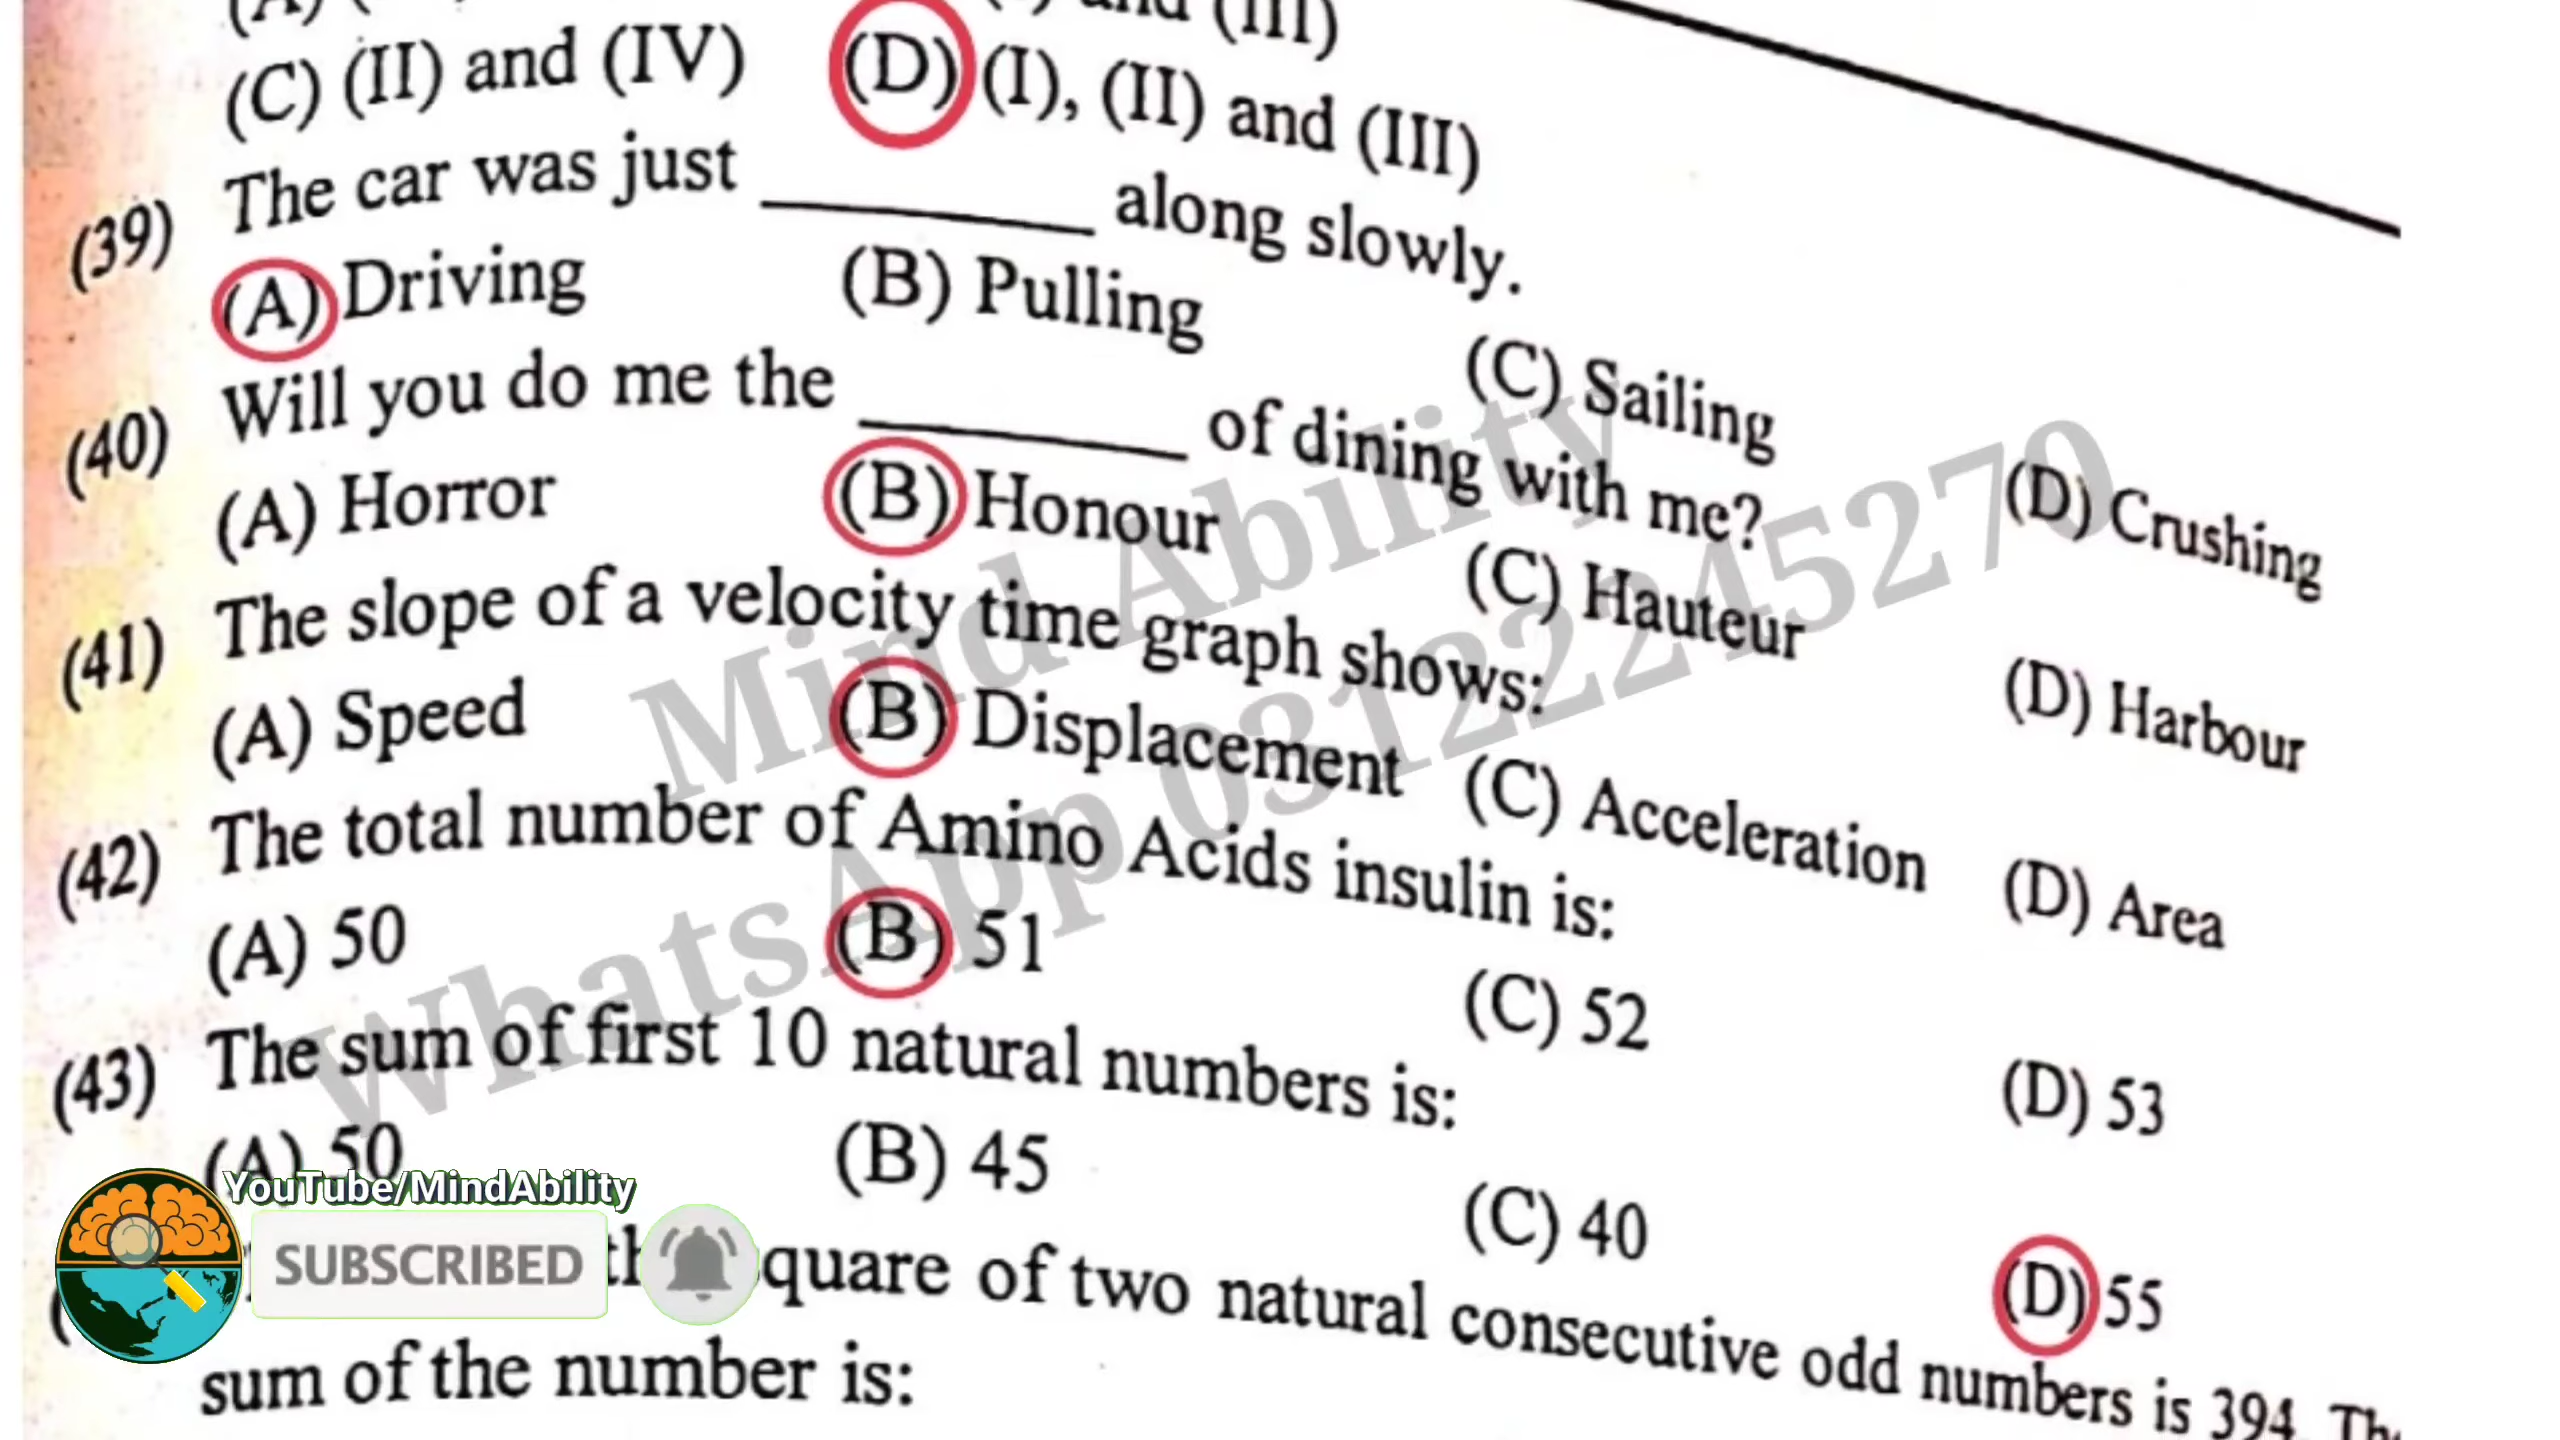 (C) (II) and (IV) (D) (I), (II) and (III)
(39) The car was just ________ along slowly.
(A) Driving (B) Pulling (C) Sailing (D) Crushing
(40) Will you do me the ________ of dining with me?
(A) Horror (B) Honour (C) Hauteur (D) Harbour
(41) The slope of a velocity time graph shows:
(A) Speed (B) Displacement (C) Acceleration (D) Area
(42) The total number of Amino Acids insulin is:
(A) 50 (B) 51 (C) 52 (D) 53
(43) The sum of first 10 natural numbers is:
(A) 50 (B) 45 (C) 40 (D) 55
square of two natural consecutive odd numbers is 394.
sum of the number is:
Mind Ability
WhatsApp 03122245270
YouTube/MindAbility
SUBSCRIBED